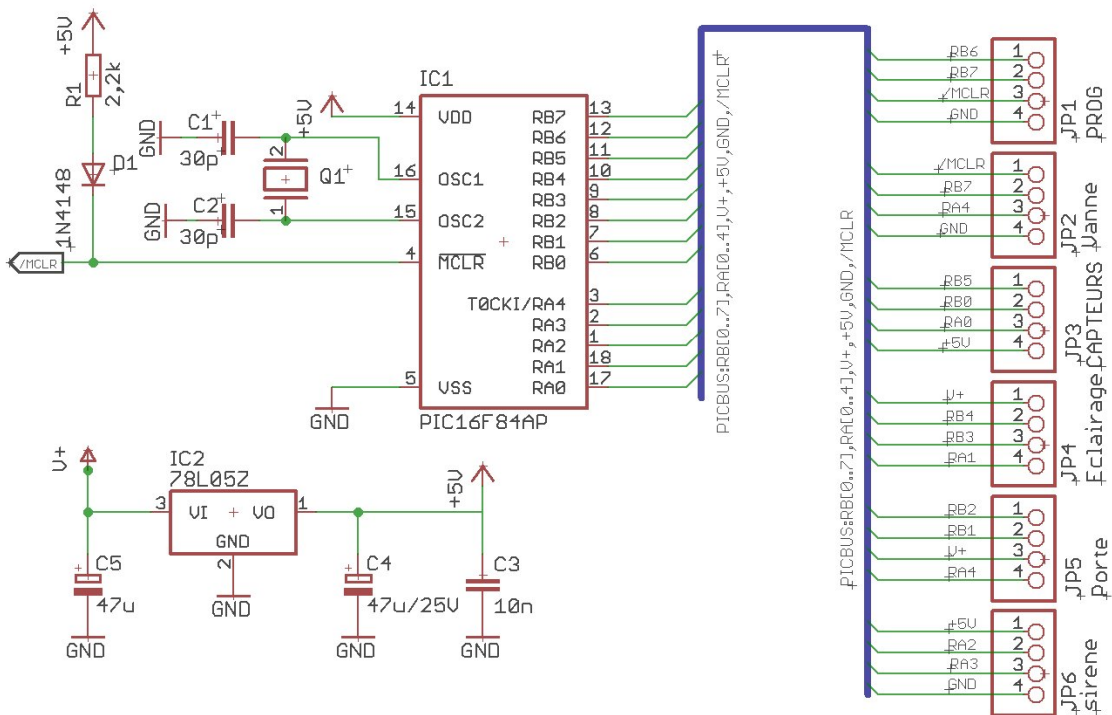 +5V
R1
2,2k
1N4148
D1
/MCLR
GND
C1
30p
GND
C2
30p
2
Q1
1
+5V
IC1
14
VDD
16
OSC1
15
OSC2
4
MCLR
5
VSS
GND
RB7
13
RB6
12
RB5
11
RB4
10
RB3
9
RB2
8
RB1
7
RB0
6
T0CKI/RA4
3
RA3
2
RA2
1
RA1
18
RA0
17
PIC16F84AP
PICBUS:RB[0..7],RA[0..4],V+,+5V,GND,/MCLR
PICBUS:RB[0..7],RA[0..4],V+,+5V,GND,/MCLR
RB6 1
RB7 2
/MCLR 3
GND 4
JP1
PROG
/MCLR 1
RB7 2
RA4 3
GND 4
JP2
Vanne
RB5 1
RB0 2
RA0 3
+5V 4
JP3
CAPTEURS
V+ 1
RB4 2
RB3 3
RA1 4
JP4
Eclairage
RB2 1
RB1 2
V+ 3
RA4 4
JP5
Porte
+5V 1
RA2 2
RA3 3
GND 4
JP6
sirene
V+
IC2
78L05Z
3
VI
VO
1
GND
2
GND
C5
47u
GND
C4
47u/25V
GND
+5V
C3
10n
GND